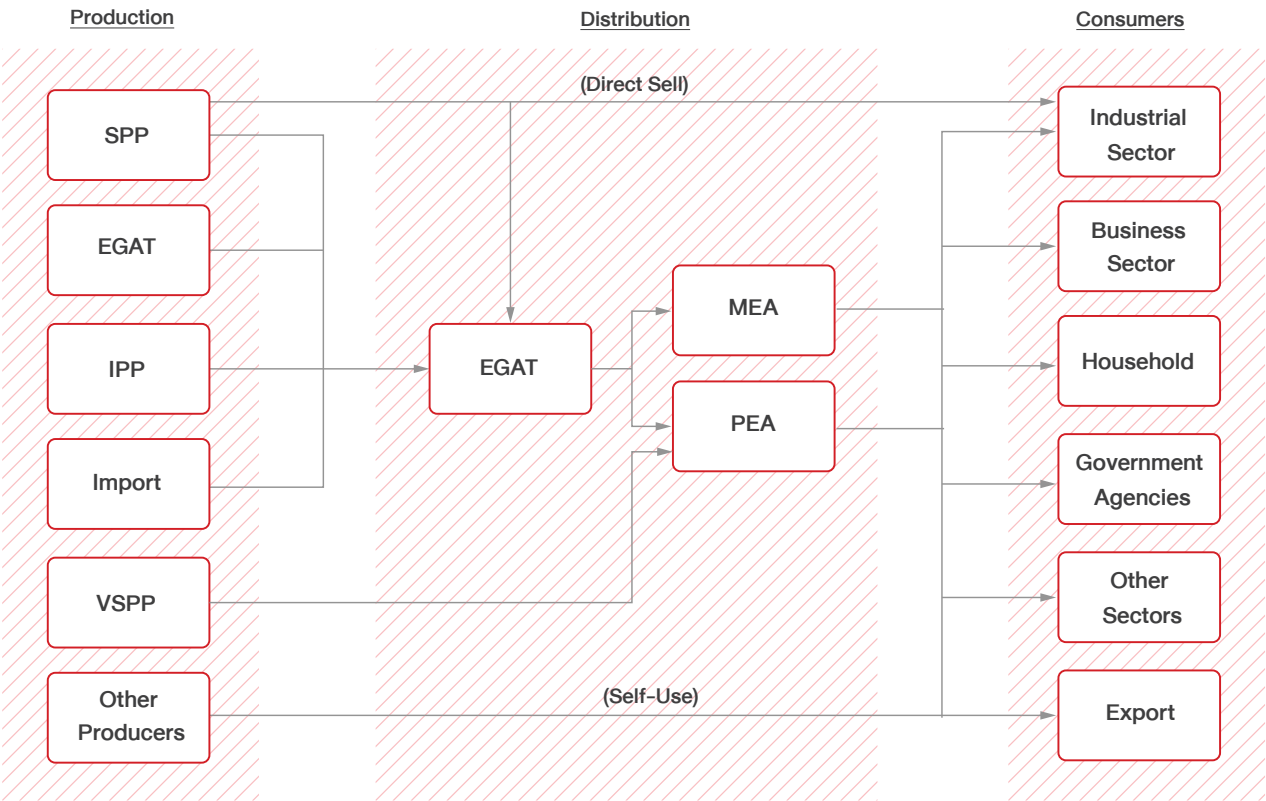 Production
Distribution
Consumers
(Direct Sell)
SPP
Industrial
Sector
EGAT
Business
Sector
MEA
IPP
EGAT
Household
PEA
Import
Government
Agencies
VSPP
Other
Sectors
Other
Producers
(Self-Use)
Export